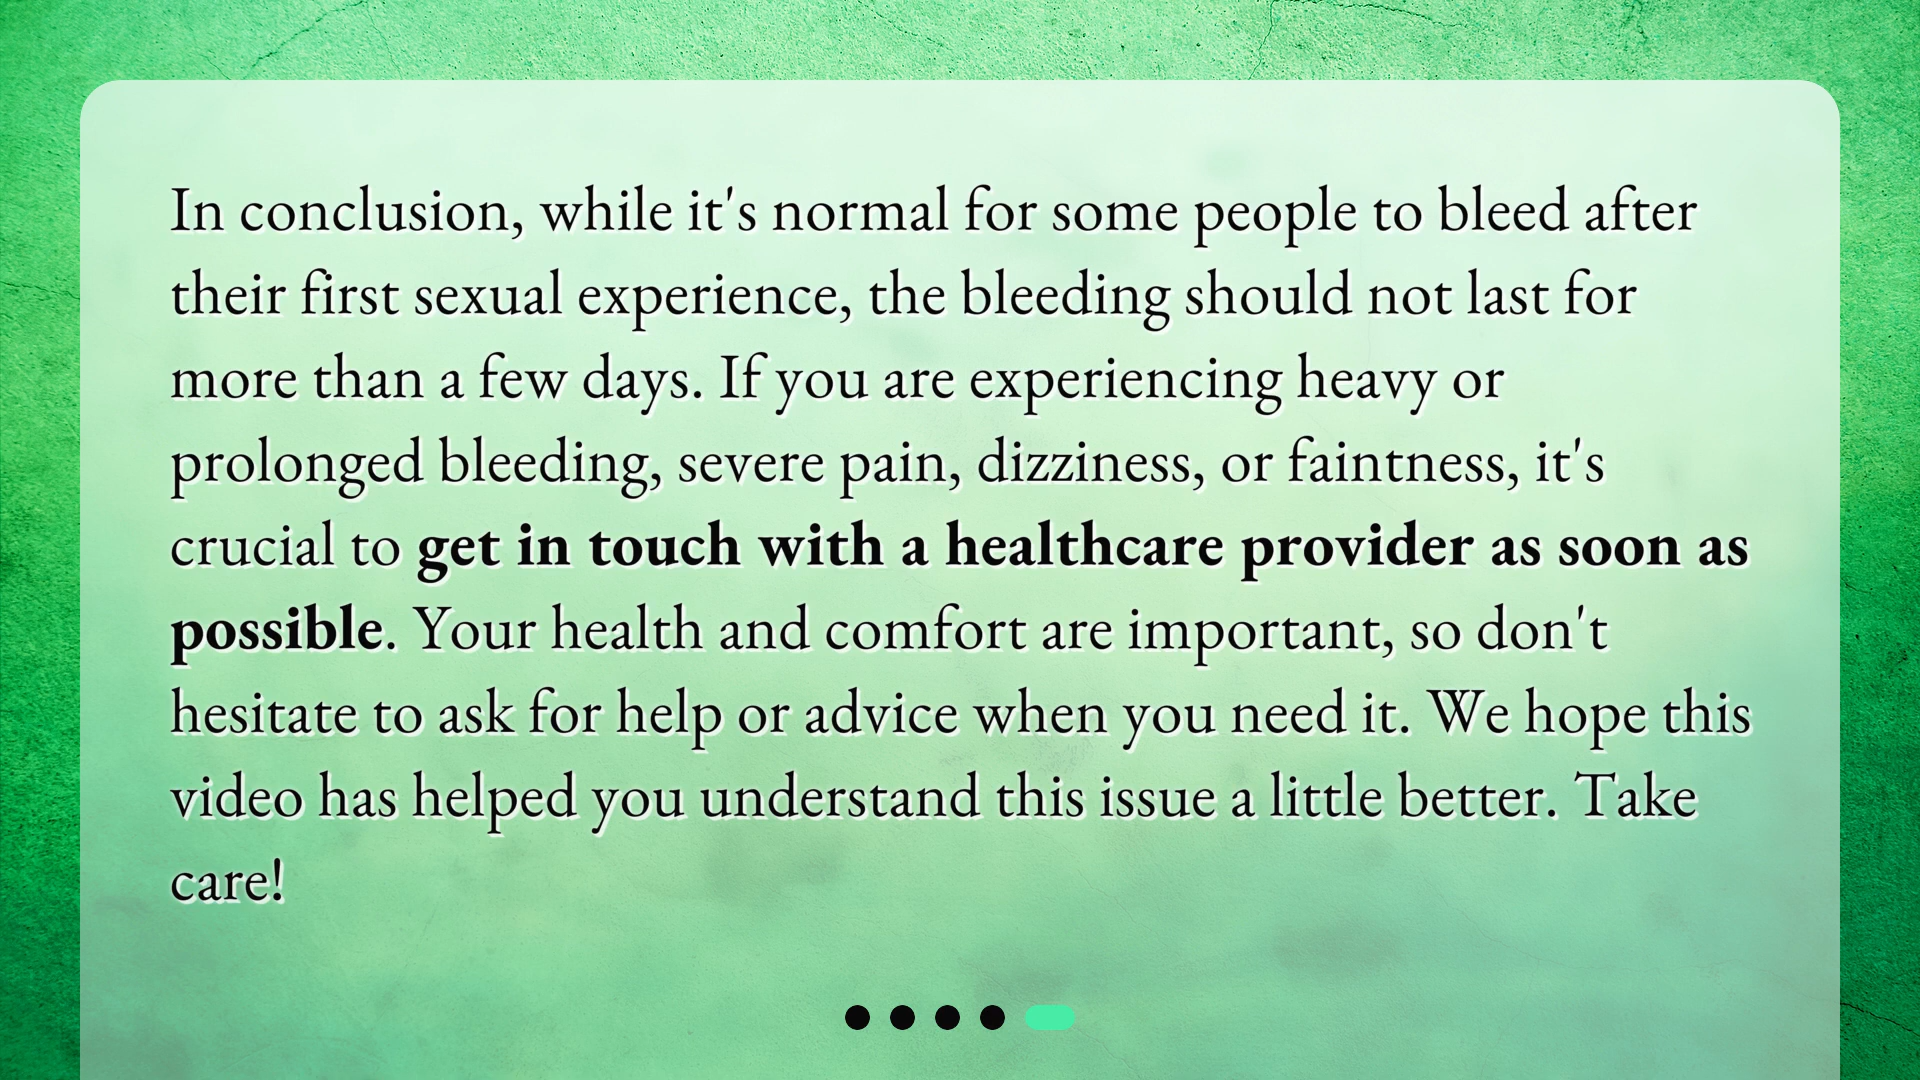 In conclusion, while it's normal for some people to bleed after
their first sexual experience, the bleeding should not last for
more than a few days. If you are experiencing heavy or
prolonged bleeding, severe pain, dizziness, or faintness, it's
crucial to get in touch with a healthcare provider as soon as
possible. Your health and comfort are important, so don't
hesitate to ask for help or advice when you need it. We hope this
video has helped you understand this issue a little better. Take
care!